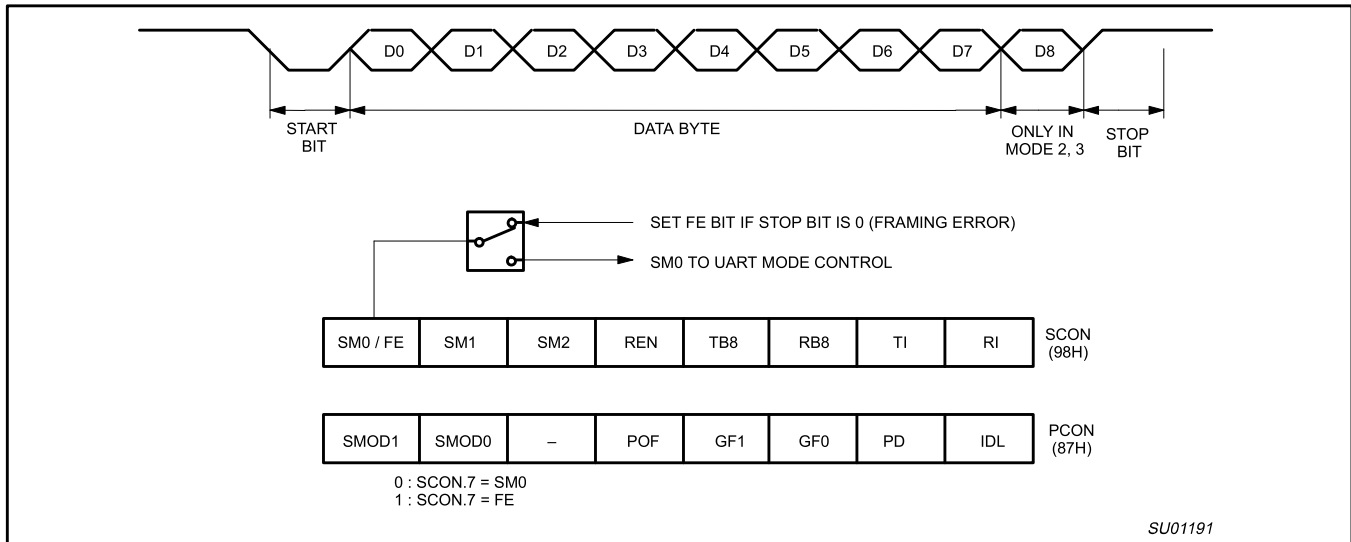 D0 D1 D2 D3 D4 D5 D6 D7 D8
START
BIT
DATA BYTE
ONLY IN
MODE 2, 3
STOP
BIT
SET FE BIT IF STOP BIT IS 0 (FRAMING ERROR)
SM0 TO UART MODE CONTROL
SM0 / FE SM1 SM2 REN TB8 RB8 TI RI
SCON
(98H)
SMOD1 SMOD0 – POF GF1 GF0 PD IDL
PCON
(87H)
0 : SCON.7 = SM0
1 : SCON.7 = FE
SU01191